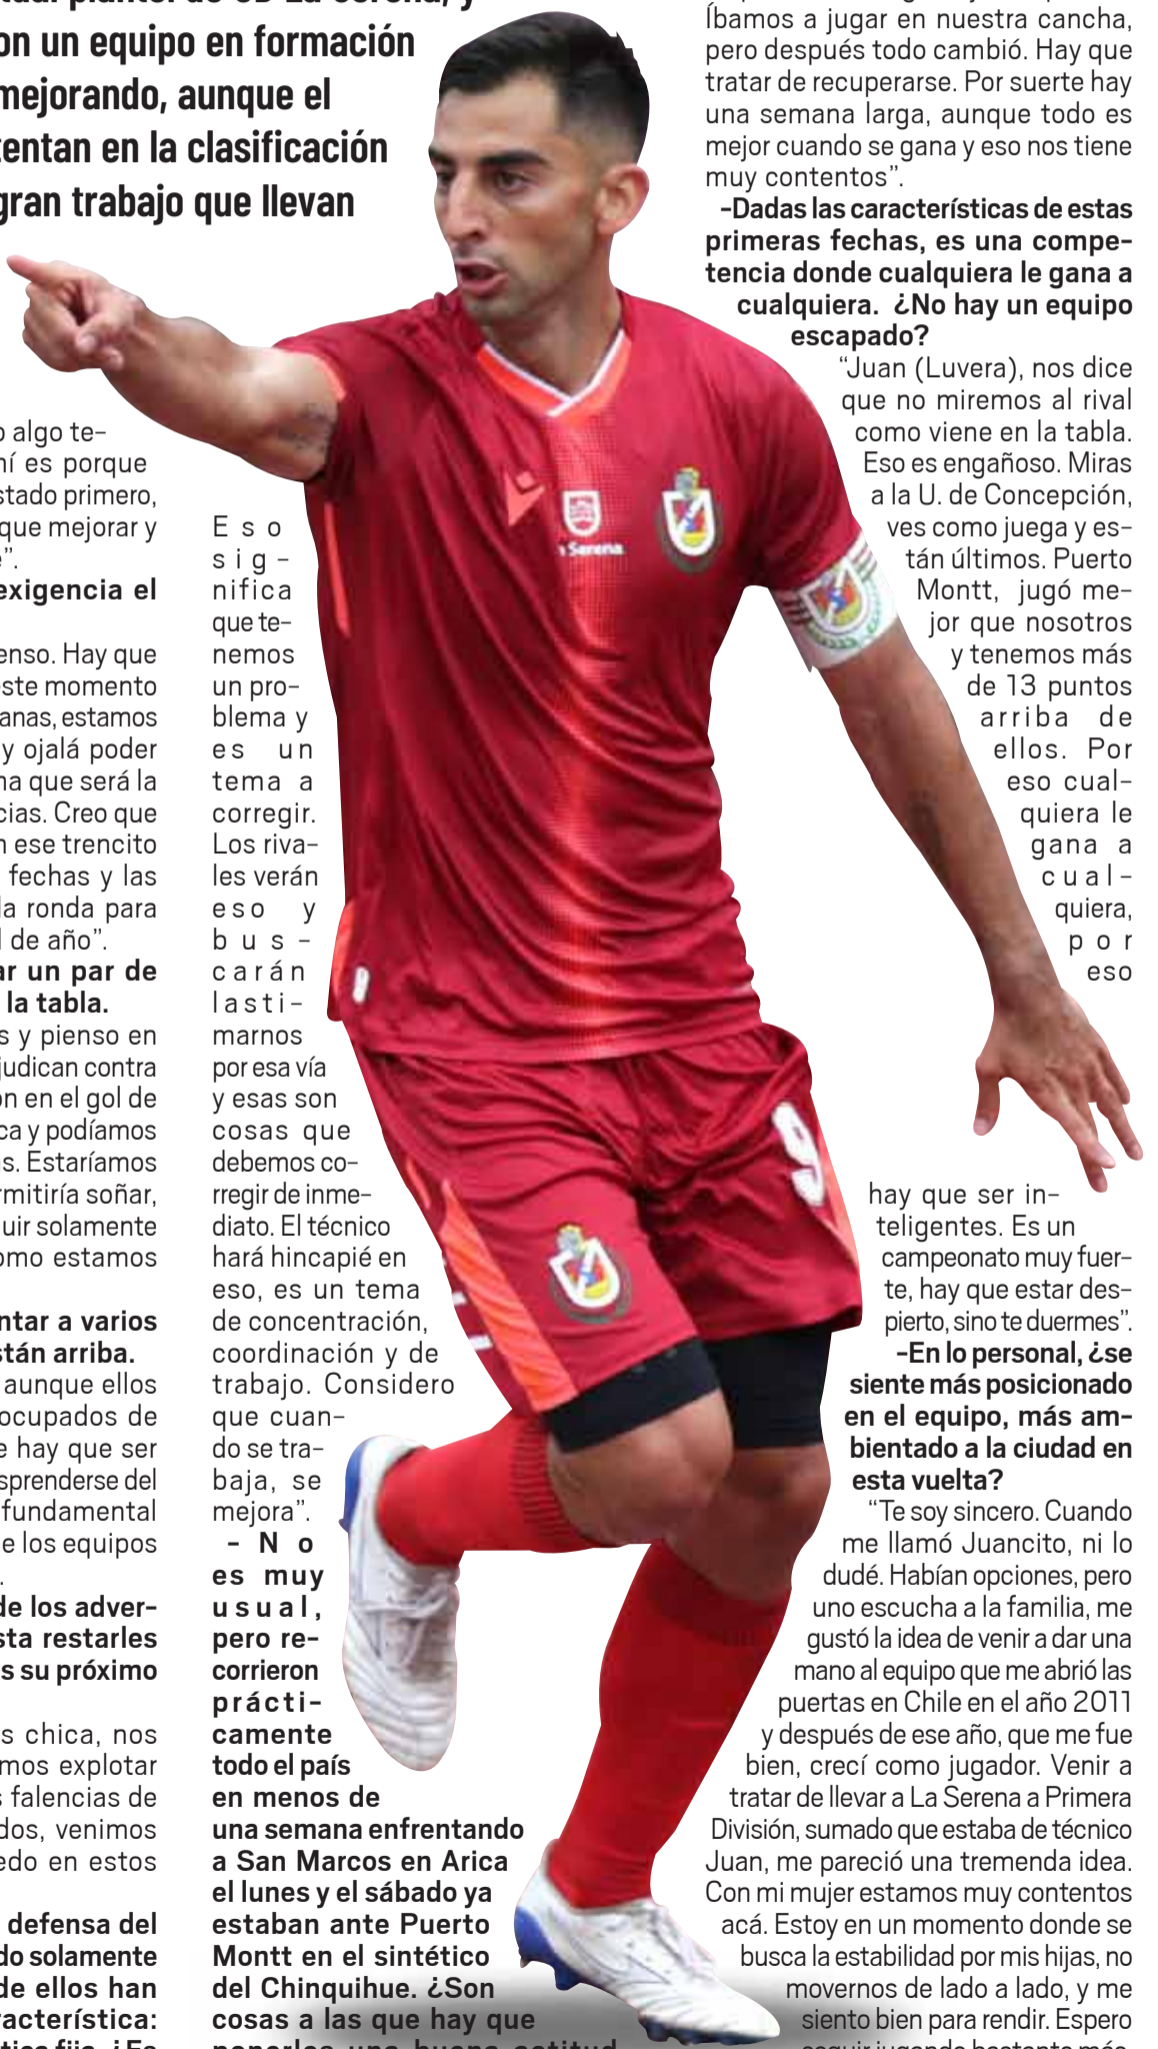 on un equipo en formación
mejorando, aunque el
tentan en la clasificación
gran trabajo que llevan
o algo te-
mí es porque
stado primero,
que mejorar y
e”.
exigencia el
enso. Hay que
este momento
anas, estamos
y ojalá poder
na que será la
cias. Creo que
n ese trencito
fechas y las
la ronda para
l de año”.
ar un par de
la tabla.
s y pienso en
judican contra
on en el gol de
ca y podíamos
as. Estaríamos
rmitiría soñar,
uir solamente
omo estamos
ntar a varios
stán arriba.
aunque ellos
ocupados de
e hay que ser
sprenderse del
fundamental
e los equipos
.
de los adver-
sta restarles
s su próximo
s chica, nos
mos explotar
s falencias de
dos, venimos
edo en estos
defensa del
do solamente
de ellos han
racterística:
Eso
sig-
nifica
que te-
nemos
un pro-
blema y
es un
tema a
corregir.
Los riva-
les verán
eso y
bus-
carán
lasti-
marnos
por esa vía
y esas son
cosas que
debemos co-
rregir de inme-
diato. El técnico
hará hincapié en
eso, es un tema
de concentración,
coordinación y de
trabajo. Considero
que cuan-
do se tra-
baja, se
mejora”.
-No
es muy
usual,
pero re-
corrieron
prácti-
camente
todo el país
en menos de
una semana enfrentando
a San Marcos en Arica
el lunes y el sábado ya
estaban ante Puerto
Montt en el sintético
del Chinquihue. ¿Son
cosas a las que hay que
Íbamos a jugar en nuestra cancha,
pero después todo cambió. Hay que
tratar de recuperarse. Por suerte hay
una semana larga, aunque todo es
mejor cuando se gana y eso nos tiene
muy contentos”.
-Dadas las características de estas
primeras fechas, es una compe-
tencia donde cualquiera le gana a
cualquiera. ¿No hay un equipo
escapado?
“Juan (Luvera), nos dice
que no miremos al rival
como viene en la tabla.
Eso es engañoso. Miras
a la U. de Concepción,
ves como juega y es-
tán últimos. Puerto
Montt, jugó me-
jor que nosotros
y tenemos más
de 13 puntos
arriba de
ellos. Por
eso cual-
quiera le
gana a
cual-
quiera,
por
eso
hay que ser in-
teligentes. Es un
campeonato muy fuer-
te, hay que estar des-
pierto, sino te duermes”.
-En lo personal, ¿se
siente más posicionado
en el equipo, más am-
bientado a la ciudad en
esta vuelta?
“Te soy sincero. Cuando
me llamó Juancito, ni lo
dudé. Habían opciones, pero
uno escucha a la familia, me
gustó la idea de venir a dar una
mano al equipo que me abrió las
puertas en Chile en el año 2011
y después de ese año, que me fue
bien, crecí como jugador. Venir a
tratar de llevar a La Serena a Primera
División, sumado que estaba de técnico
Juan, me pareció una tremenda idea.
Con mi mujer estamos muy contentos
acá. Estoy en un momento donde se
busca la estabilidad por mis hijas, no
movernos de lado a lado, y me
siento bien para rendir. Espero
Serena
9
9